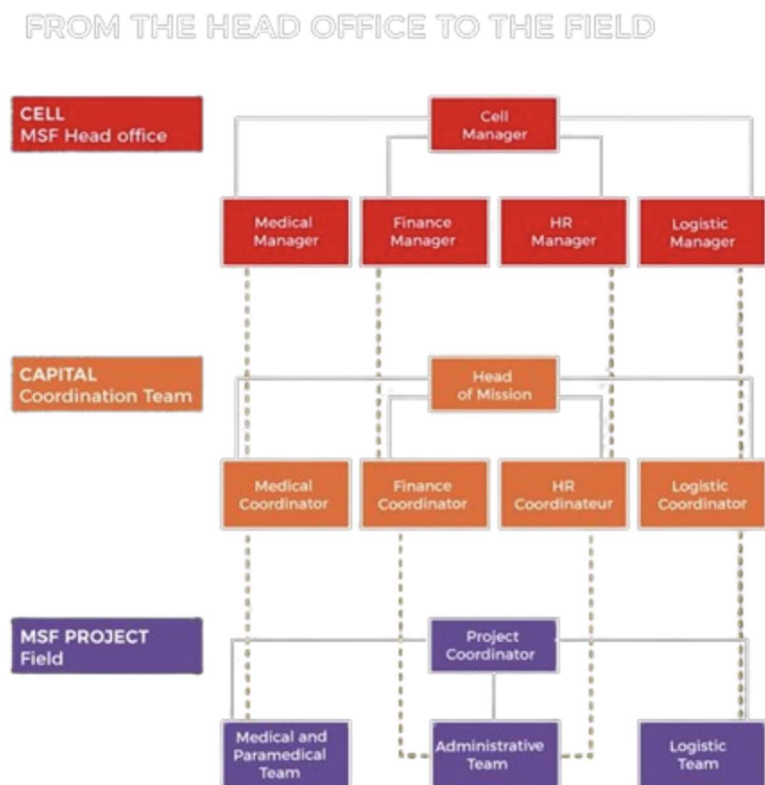 FROM THE HEAD OFFICE TO THE FIELD
CELL
MSF Head office
Cell
Manager
Medical
Manager
Finance
Manager
HR
Manager
Logistic
Manager
CAPITAL
Coordination Team
Head
of Mission
Medical
Coordinator
Finance
Coordinator
HR
Coordinateur
Logistic
Coordinator
MSF PROJECT
Field
Project
Coordinator
Medical and
Paramedical
Team
Administrative
Team
Logistic
Team